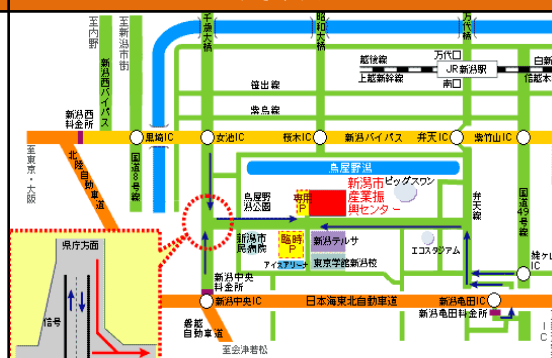 至内野
至新潟市街
千歳大橋
昭和大橋
万代橋
新潟西バイパス
越後線
上越新幹線
万代口
JR新潟駅
南口
白新
信越本
笹出線
紫鳥線
新潟西
料金所
黒埼IC
女池IC
桜木IC
新潟バイパス
弁天IC
紫竹山IC
至東京・大阪
北陸自動車道
国道8号線
鳥屋野潟
鳥屋野
潟公園
専用
P
新潟市
産業振
興センター
ビッグスワン
弁天線
国道49号線
新潟市
民病院
臨時
P
新潟テルサ
アイスアリーナ
東京学館新潟校
エコスタジアム
県庁方面
信号
新潟中央
料金所
新潟中央IC
日本海東北自動車道
新潟亀田IC
新潟亀田料金所
磐越
自動車道
至会津若松
IC